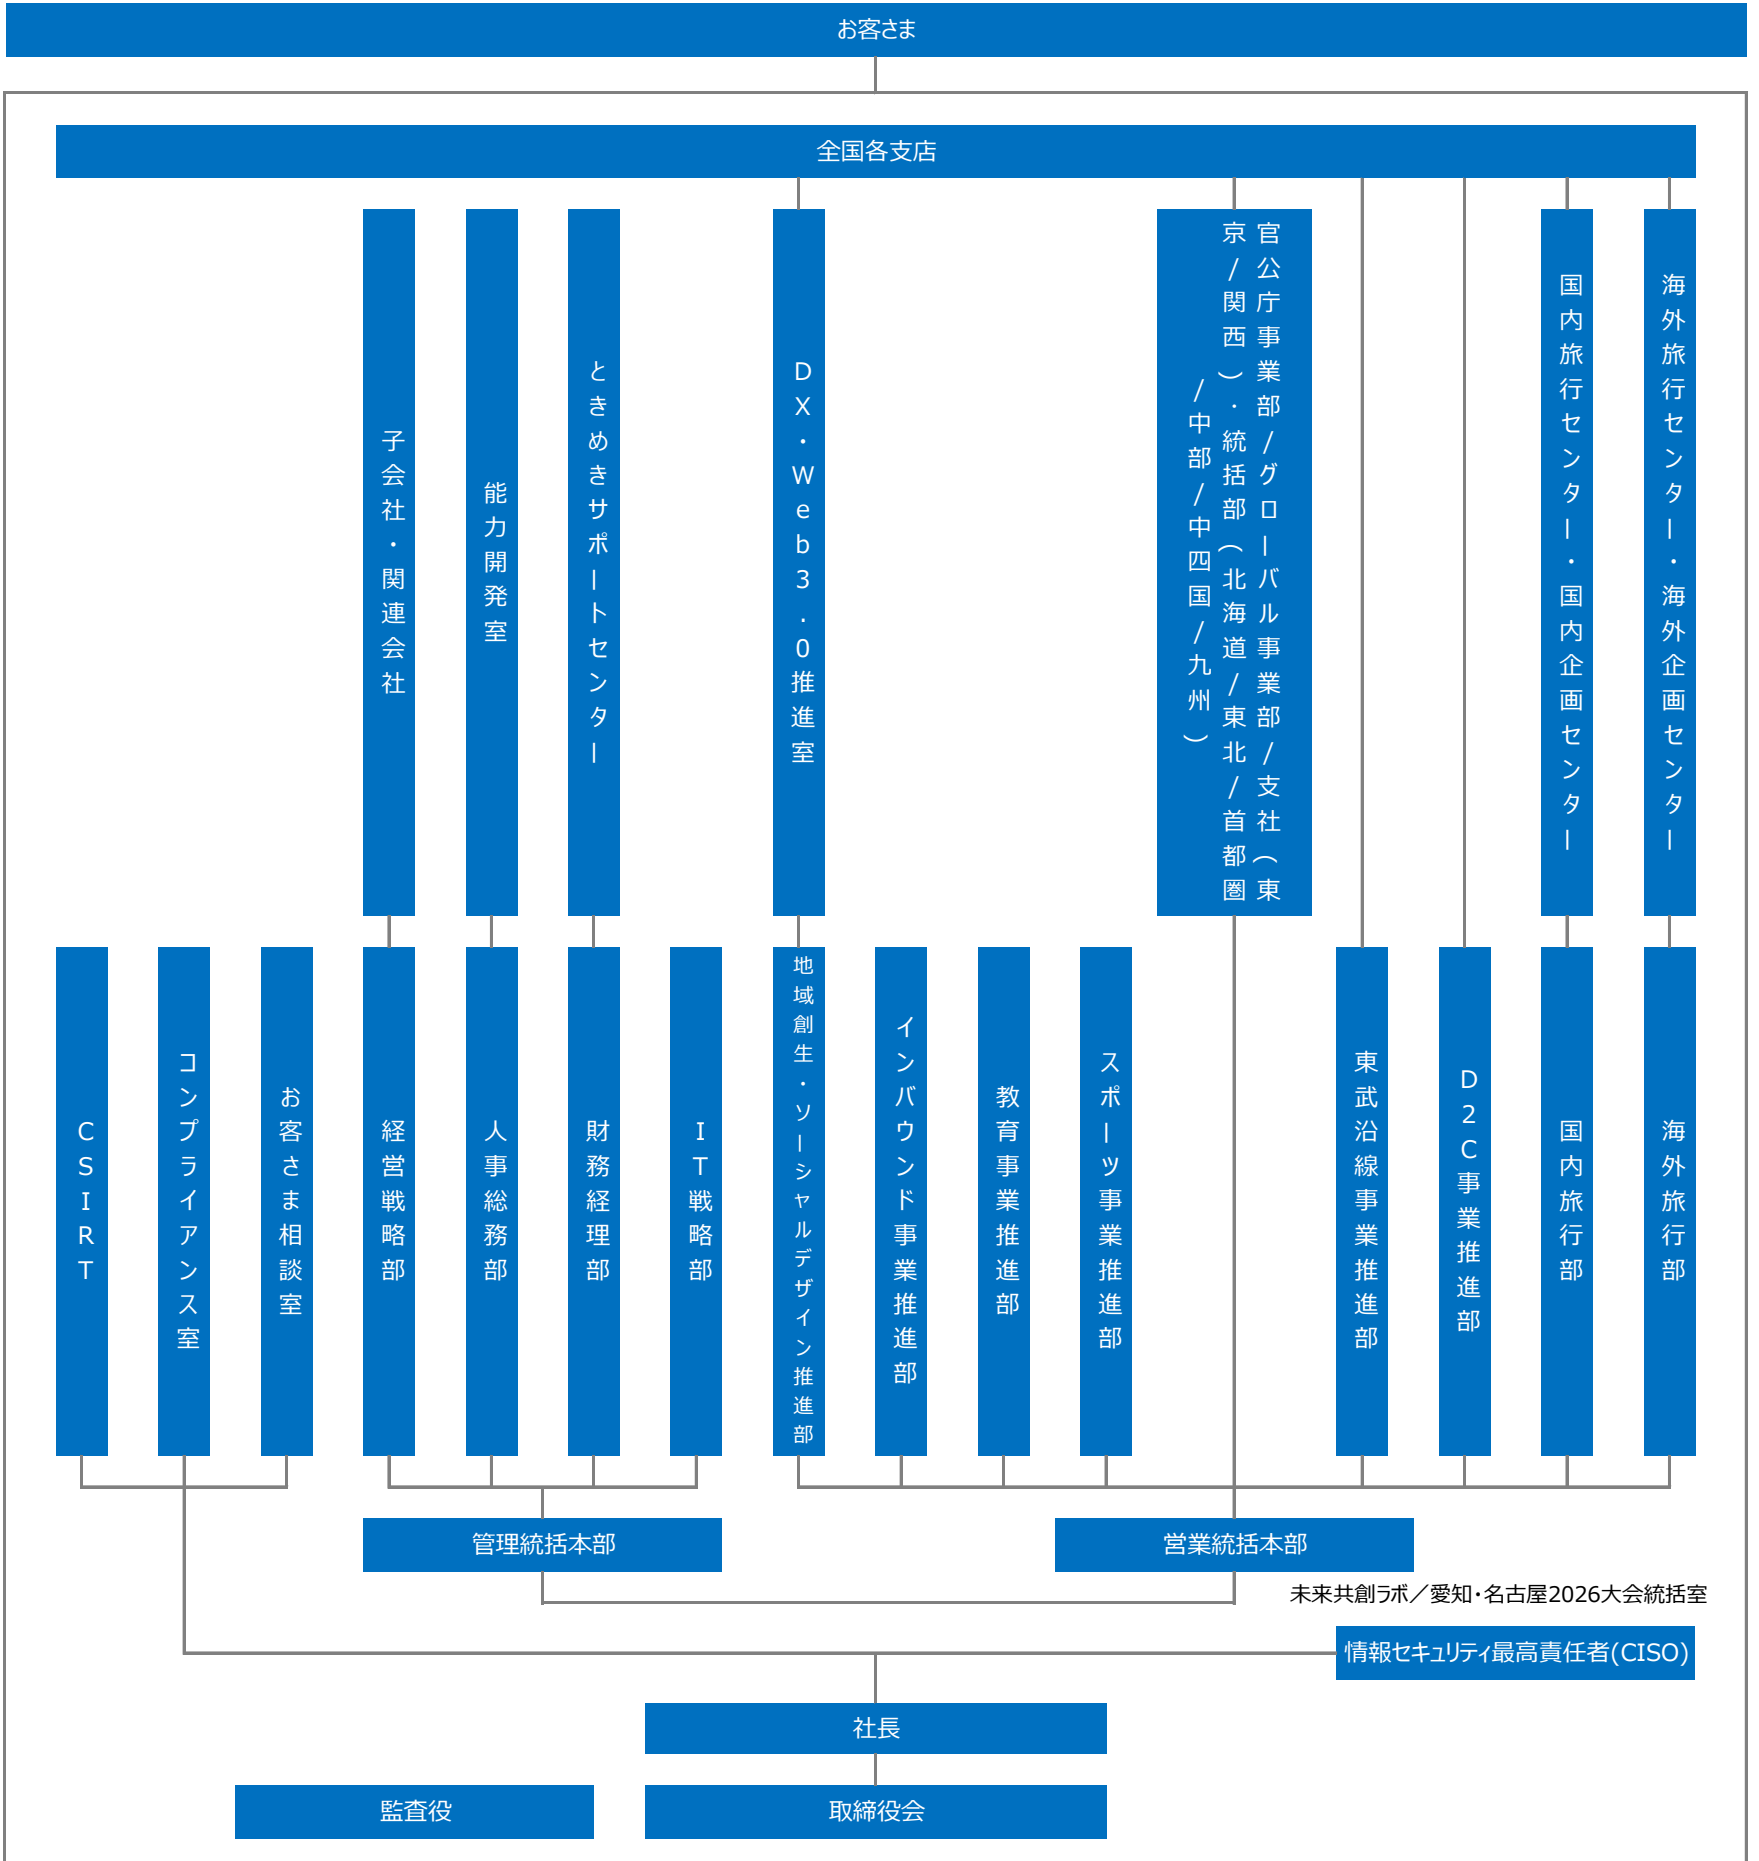 お客さま
全国各支店
子会社・関連会社
能力開発室
ときめきサポートセンター
DX・Web3.0推進室
官公庁事業部/グローバル事業部/支社(東
京/関西)・統括部(北海道/東北/首都圏
/中部/中四国/九州)
国内旅行センター・国内企画センター
海外旅行センター・海外企画センター
CSIRT
コンプライアンス室
お客さま相談室
経営戦略部
人事総務部
財務経理部
IT戦略部
地域創生・ソーシャルデザイン推進部
インバウンド事業推進部
教育事業推進部
スポーツ事業推進部
東武沿線事業推進部
D2C事業推進部
国内旅行部
海外旅行部
管理統括本部
営業統括本部
未来共創ラボ／愛知・名古屋2026大会統括室
情報セキュリティ最高責任者(CISO)
社長
監査役
取締役会